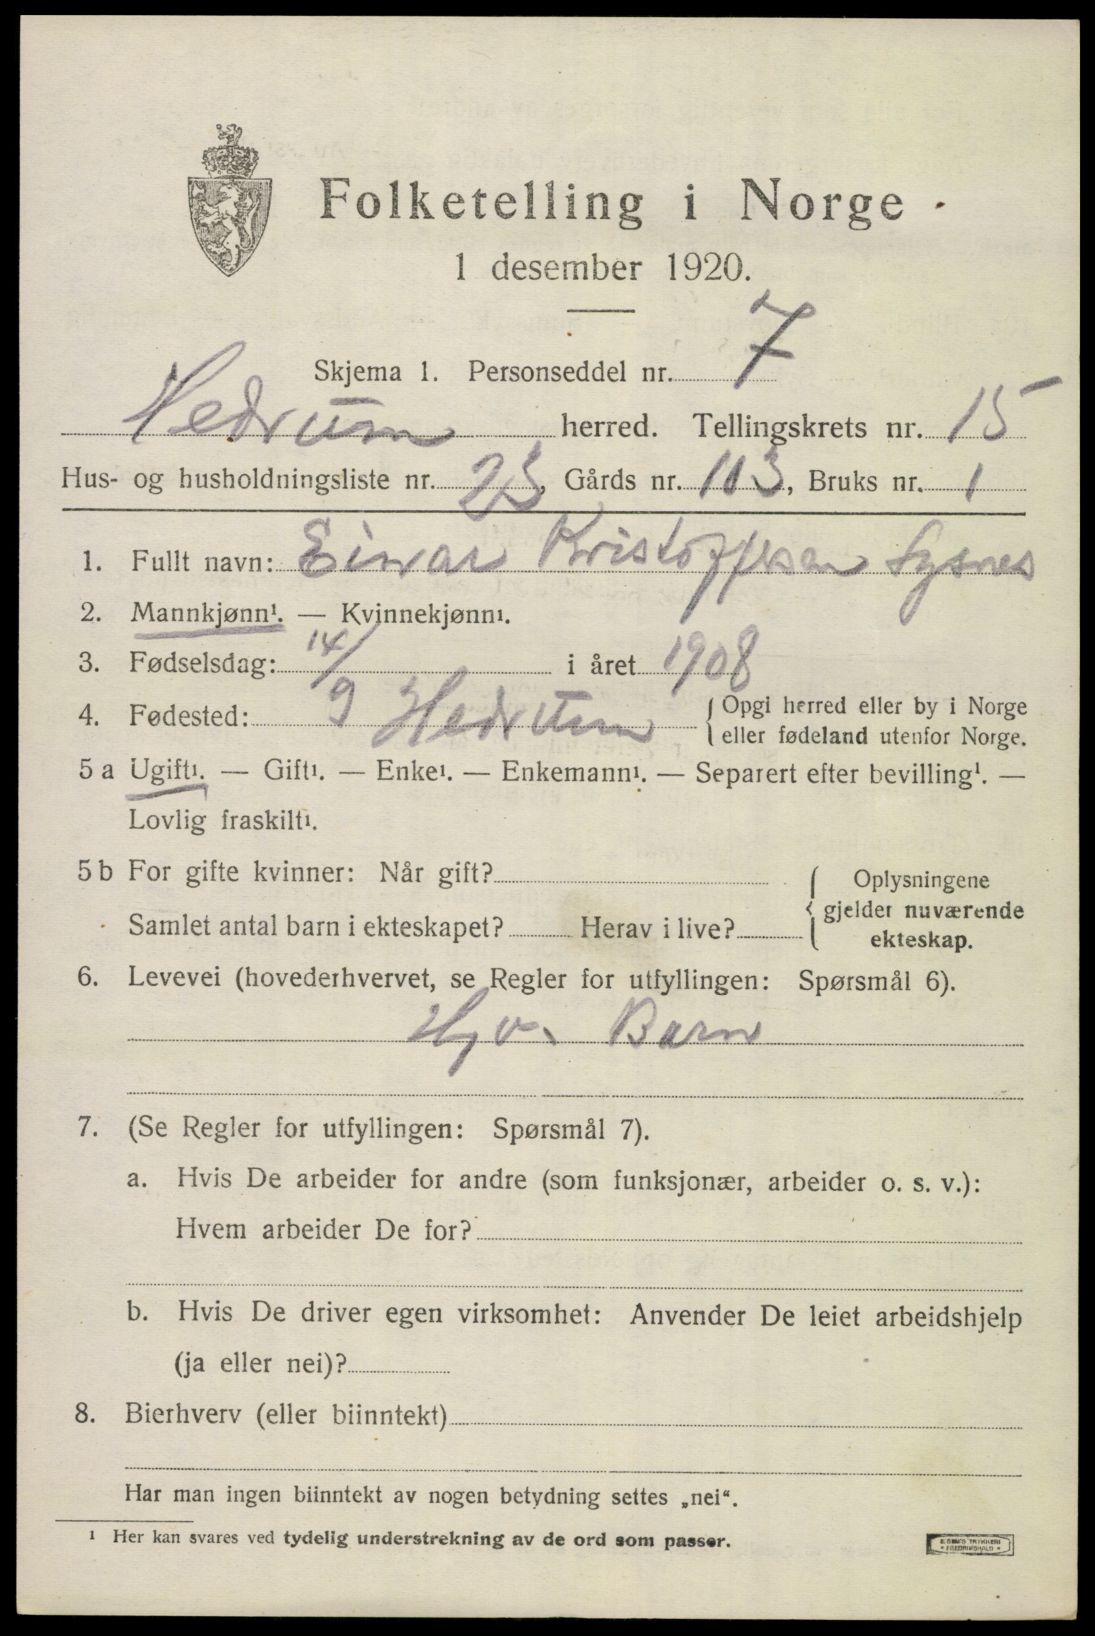 Folketelling i Norge
1 desember 1920.
Skjema 1. Personseddel nr. 7
Hedrum herred. Tellingskrets nr. 15
Hus- og husholdningsliste nr. 23, Gårds nr. 113, Bruks nr. 1
1. Fullt navn: Einar Kristoffersen Sysnes
2. Mannkjønn¹. — Kvinnekjønn¹.
3. Fødselsdag: 14/9 i året 1908
4. Fødested: Hedrum { Opgi herred eller by i Norge
eller fødeland utenfor Norge.
5 a Ugift¹. — Gift¹. — Enke¹. — Enkemann¹. — Separert efter bevilling¹. —
Lovlig fraskilt¹.
5 b For gifte kvinner: Når gift?
Samlet antal barn i ekteskapet? Herav i live?
{ Oplysningene
gjelder nuværende
ekteskap.
6. Levevei (hovederhvervet, se Regler for utfyllingen: Spørsmål 6).
Hjv. Barn
7. (Se Regler for utfyllingen: Spørsmål 7).
a. Hvis De arbeider for andre (som funksjonær, arbeider o. s. v.):
Hvem arbeider De for?
b. Hvis De driver egen virksomhet: Anvender De leiet arbeidshjelp
(ja eller nei)?
8. Bierhverv (eller biinntekt)
Har man ingen biinntekt av nogen betydning settes „nei“.
¹ Her kan svares ved tydelig understrekning av de ord som passer.